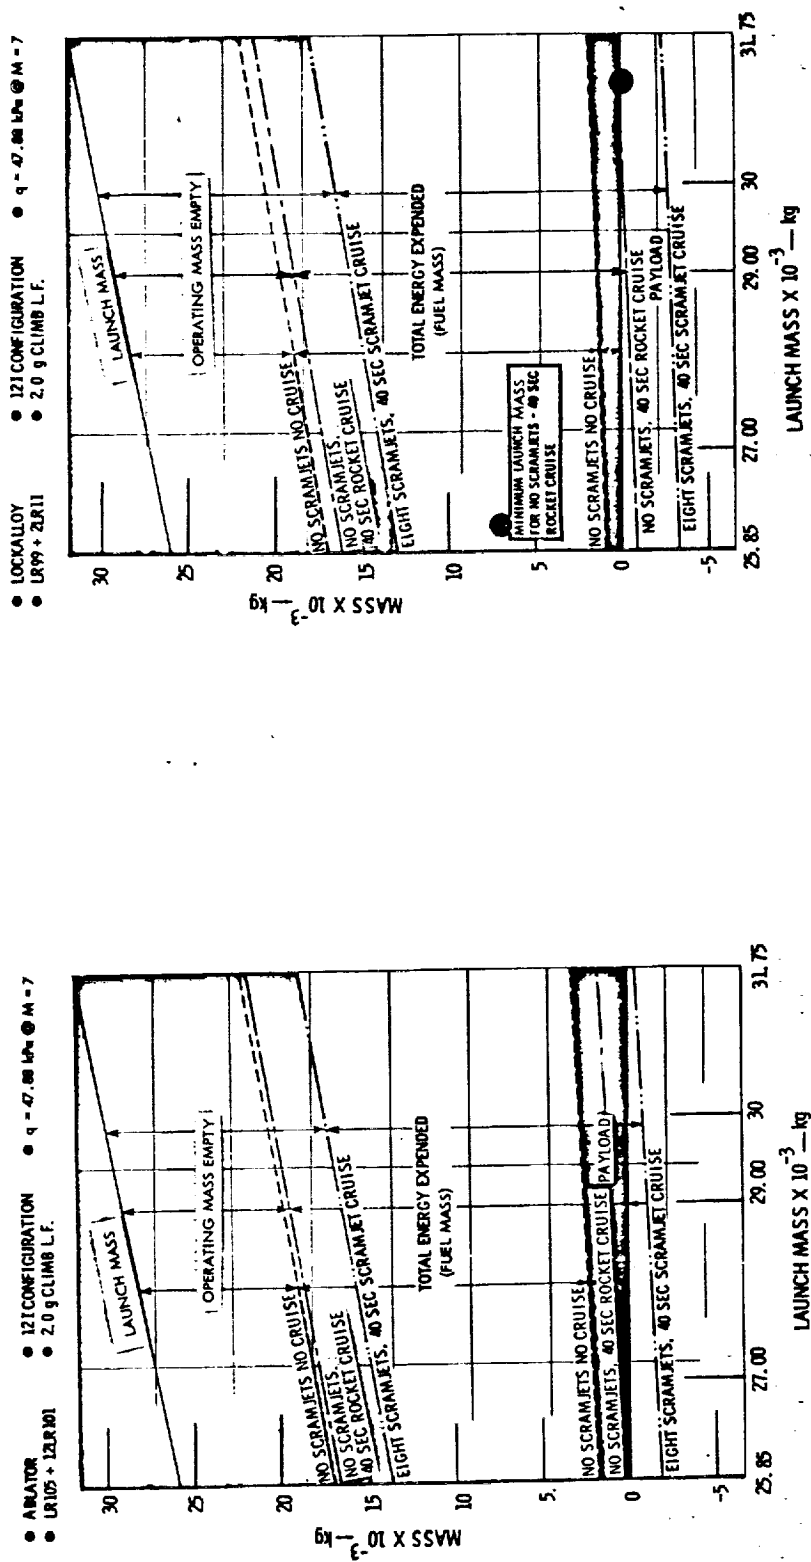 ● ABLATOR
● LR105 + 12LR101
● 121 CONFIGURATION
● 2.0 g CLIMB L.F.
● q = 47.88 kPa @ M = 7
MASS X 10⁻³ — kg
30
25
20
15
10
5.
0
-5
LAUNCH MASS
OPERATING MASS EMPTY
NO SCRAMJETS NO CRUISE
NO SCRAMJETS,
40 SEC ROCKET CRUISE
EIGHT SCRAMJETS, 40 SEC SCRAMJET CRUISE
TOTAL ENERGY EXPENDED
(FUEL MASS)
NO SCRAMJETS NO CRUISE
NO SCRAMJETS, 40 SEC ROCKET CRUISE
PAYLOAD
EIGHT SCRAMJETS, 40 SEC SCRAMJET CRUISE
25.85
27.00
29.00
30
31.75
LAUNCH MASS X 10⁻³ — kg
● LOCKALLOY
● LR99 + 2LR11
● 121 CONFIGURATION
● 2.0 g CLIMB L.F.
● q = 47.88 kPa @ M = 7
MASS X 10⁻³ — kg
30
25
20
15
10
5
0
-5
LAUNCH MASS
OPERATING MASS EMPTY
NO SCRAMJETS NO CRUISE
NO SCRAMJETS,
40 SEC ROCKET CRUISE
EIGHT SCRAMJETS, 40 SEC SCRAMJET CRUISE
TOTAL ENERGY EXPENDED
(FUEL MASS)
MINIMUM LAUNCH MASS
FOR NO SCRAMJETS - 40 SEC
ROCKET CRUISE
NO SCRAMJETS NO CRUISE
NO SCRAMJETS, 40 SEC ROCKET CRUISE
PAYLOAD
EIGHT SCRAMJETS, 40 SEC SCRAMJET CRUISE
25.85
27.00
29.00
30
31.75
LAUNCH MASS X 10⁻³ — kg